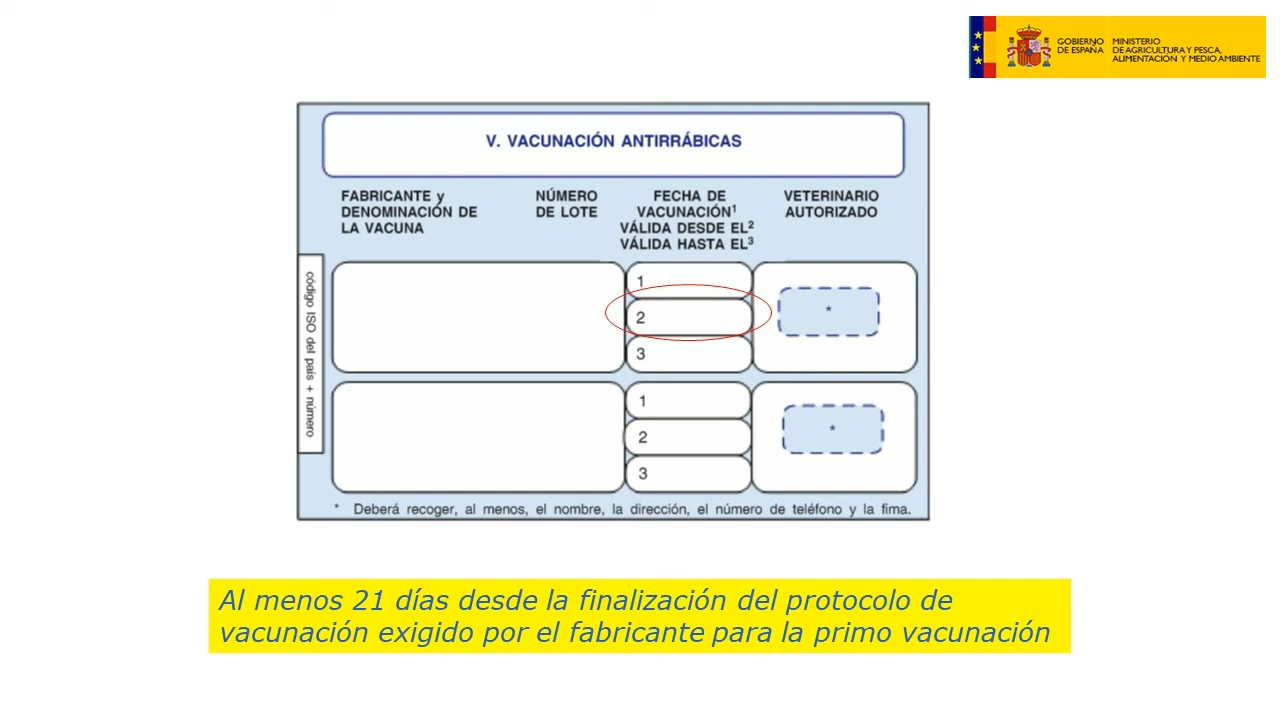 GOBIERNO
DE ESPAÑA
MINISTERIO
DE AGRICULTURA Y PESCA,
ALIMENTACIÓN Y MEDIO AMBIENTE
V. VACUNACIÓN ANTIRRÁBICAS
FABRICANTE y
DENOMINACIÓN DE
LA VACUNA
NÚMERO
DE LOTE
FECHA DE
VACUNACIÓN¹
VÁLIDA DESDE EL²
VÁLIDA HASTA EL³
VETERINARIO
AUTORIZADO
código ISO del país + número
1
2
3
*
1
2
3
*
* Deberá recoger, al menos, el nombre, la dirección, el número de teléfono y la fima.
Al menos 21 días desde la finalización del protocolo de
vacunación exigido por el fabricante para la primo vacunación